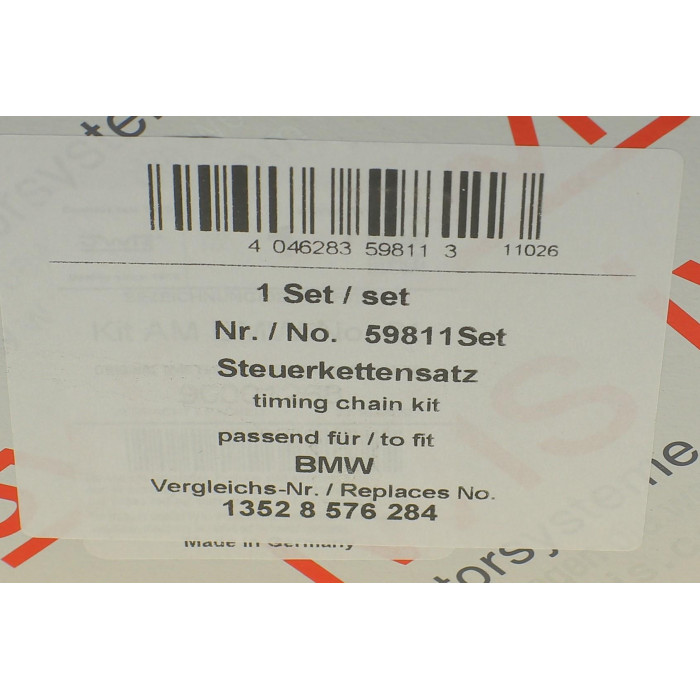 4 046283 59811 3 11026
1 Set / set
Nr. / No. 59811Set
Steuerkettensatz
timing chain kit
passend für / to fit
BMW
Vergleichs-Nr. / Replaces No.
1352 8 576 284
Made in Germany